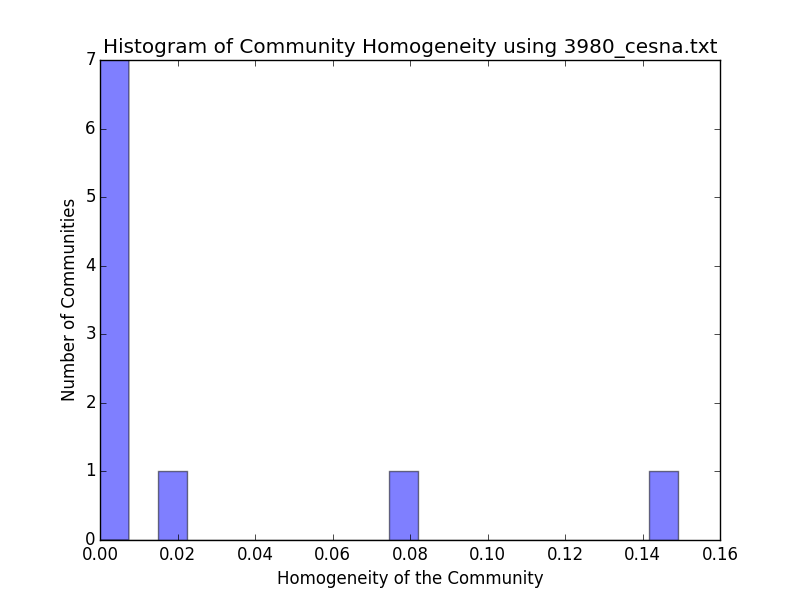 Histogram of Community Homogeneity using 3980_cesna.txt
7
6
5
4
3
2
1
0
Number of Communities
0.00 0.02 0.04 0.06 0.08 0.10 0.12 0.14 0.16
Homogeneity of the Community